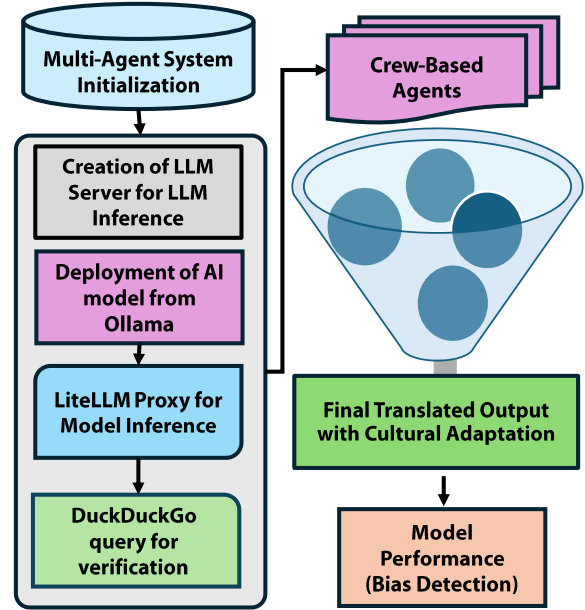 Multi-Agent System
Initialization
Creation of LLM
Server for LLM
Inference
Deployment of AI
model from
Ollama
LiteLLM Proxy for
Model Inference
DuckDuckGo
query for
verification
Crew-Based
Agents
Final Translated Output
with Cultural Adaptation
Model
Performance
(Bias Detection)